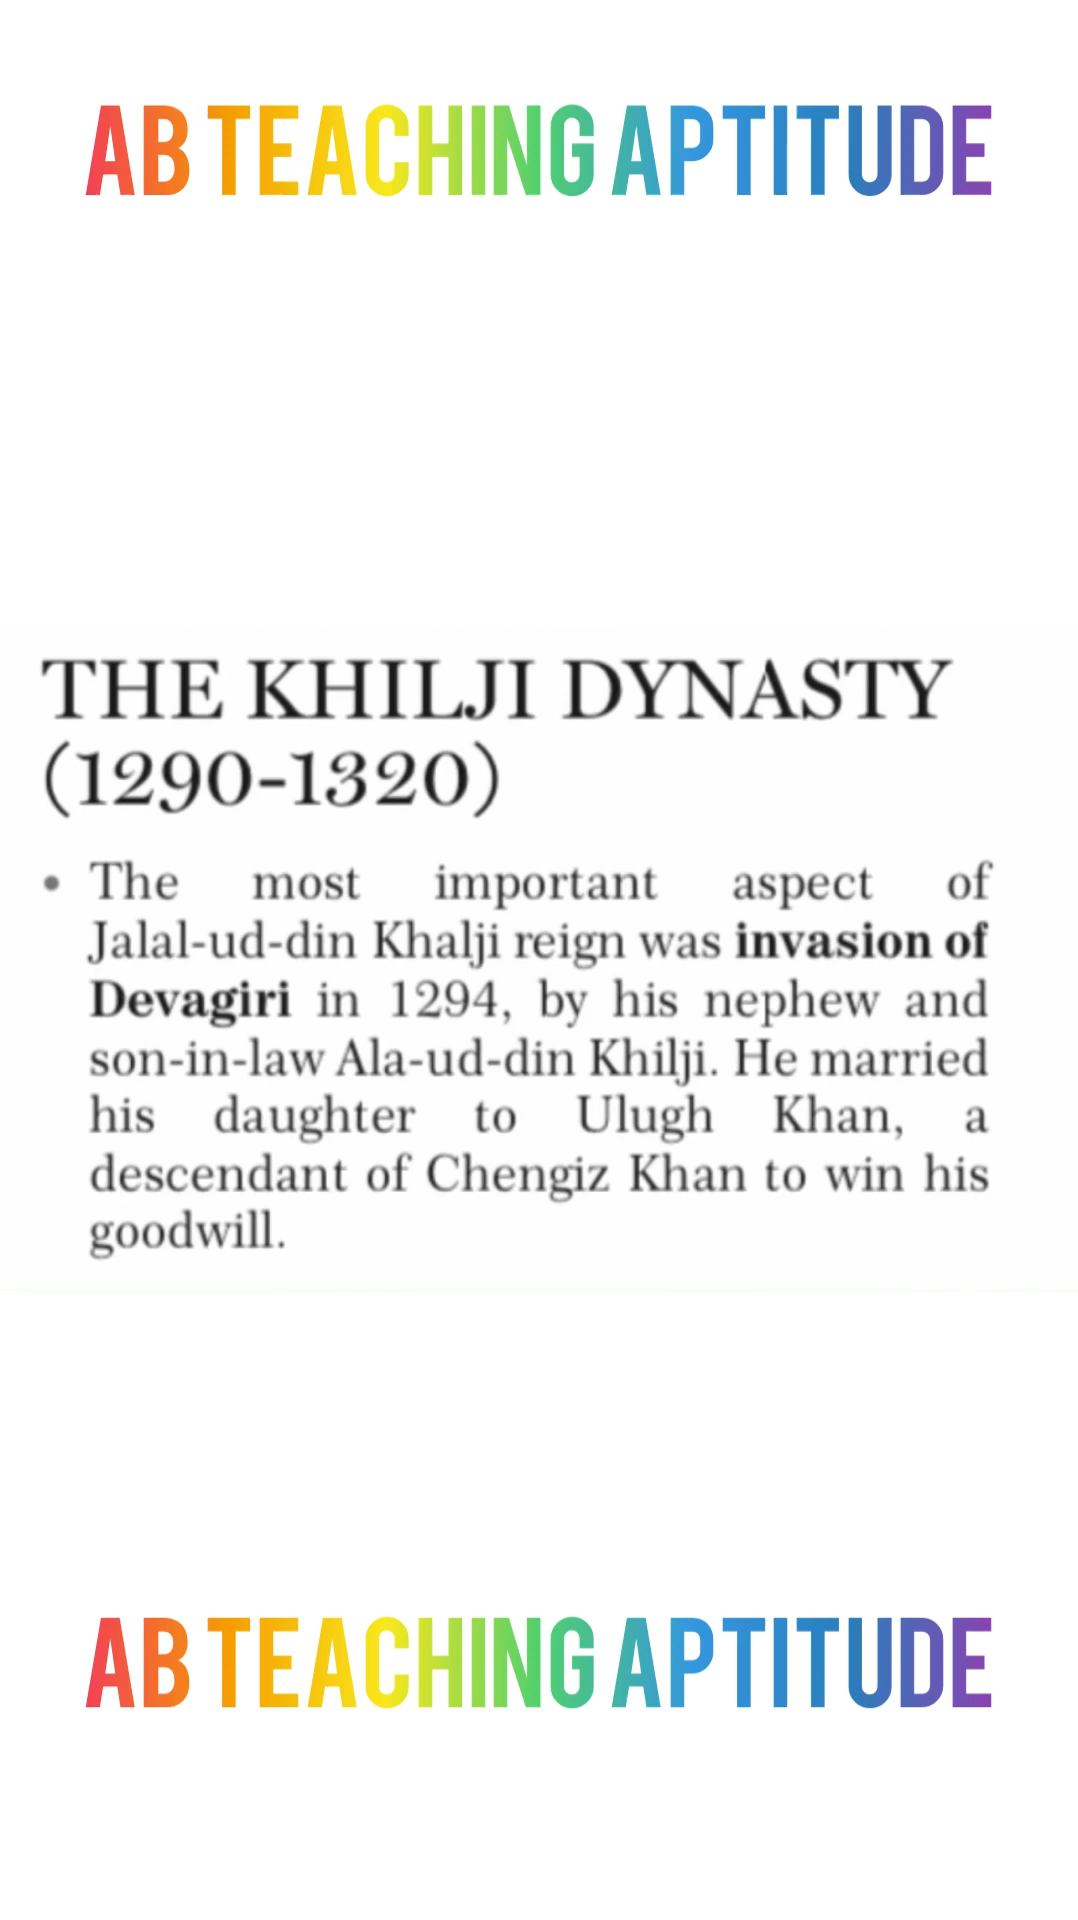 AB TEACHING APTITUDE
THE KHILJI DYNASTY
(1290-1320)
• The most important aspect of
Jalal-ud-din Khalji reign was invasion of
Devagiri in 1294, by his nephew and
son-in-law Ala-ud-din Khilji. He married
his daughter to Ulugh Khan, a
descendant of Chengiz Khan to win his
goodwill.
AB TEACHING APTITUDE